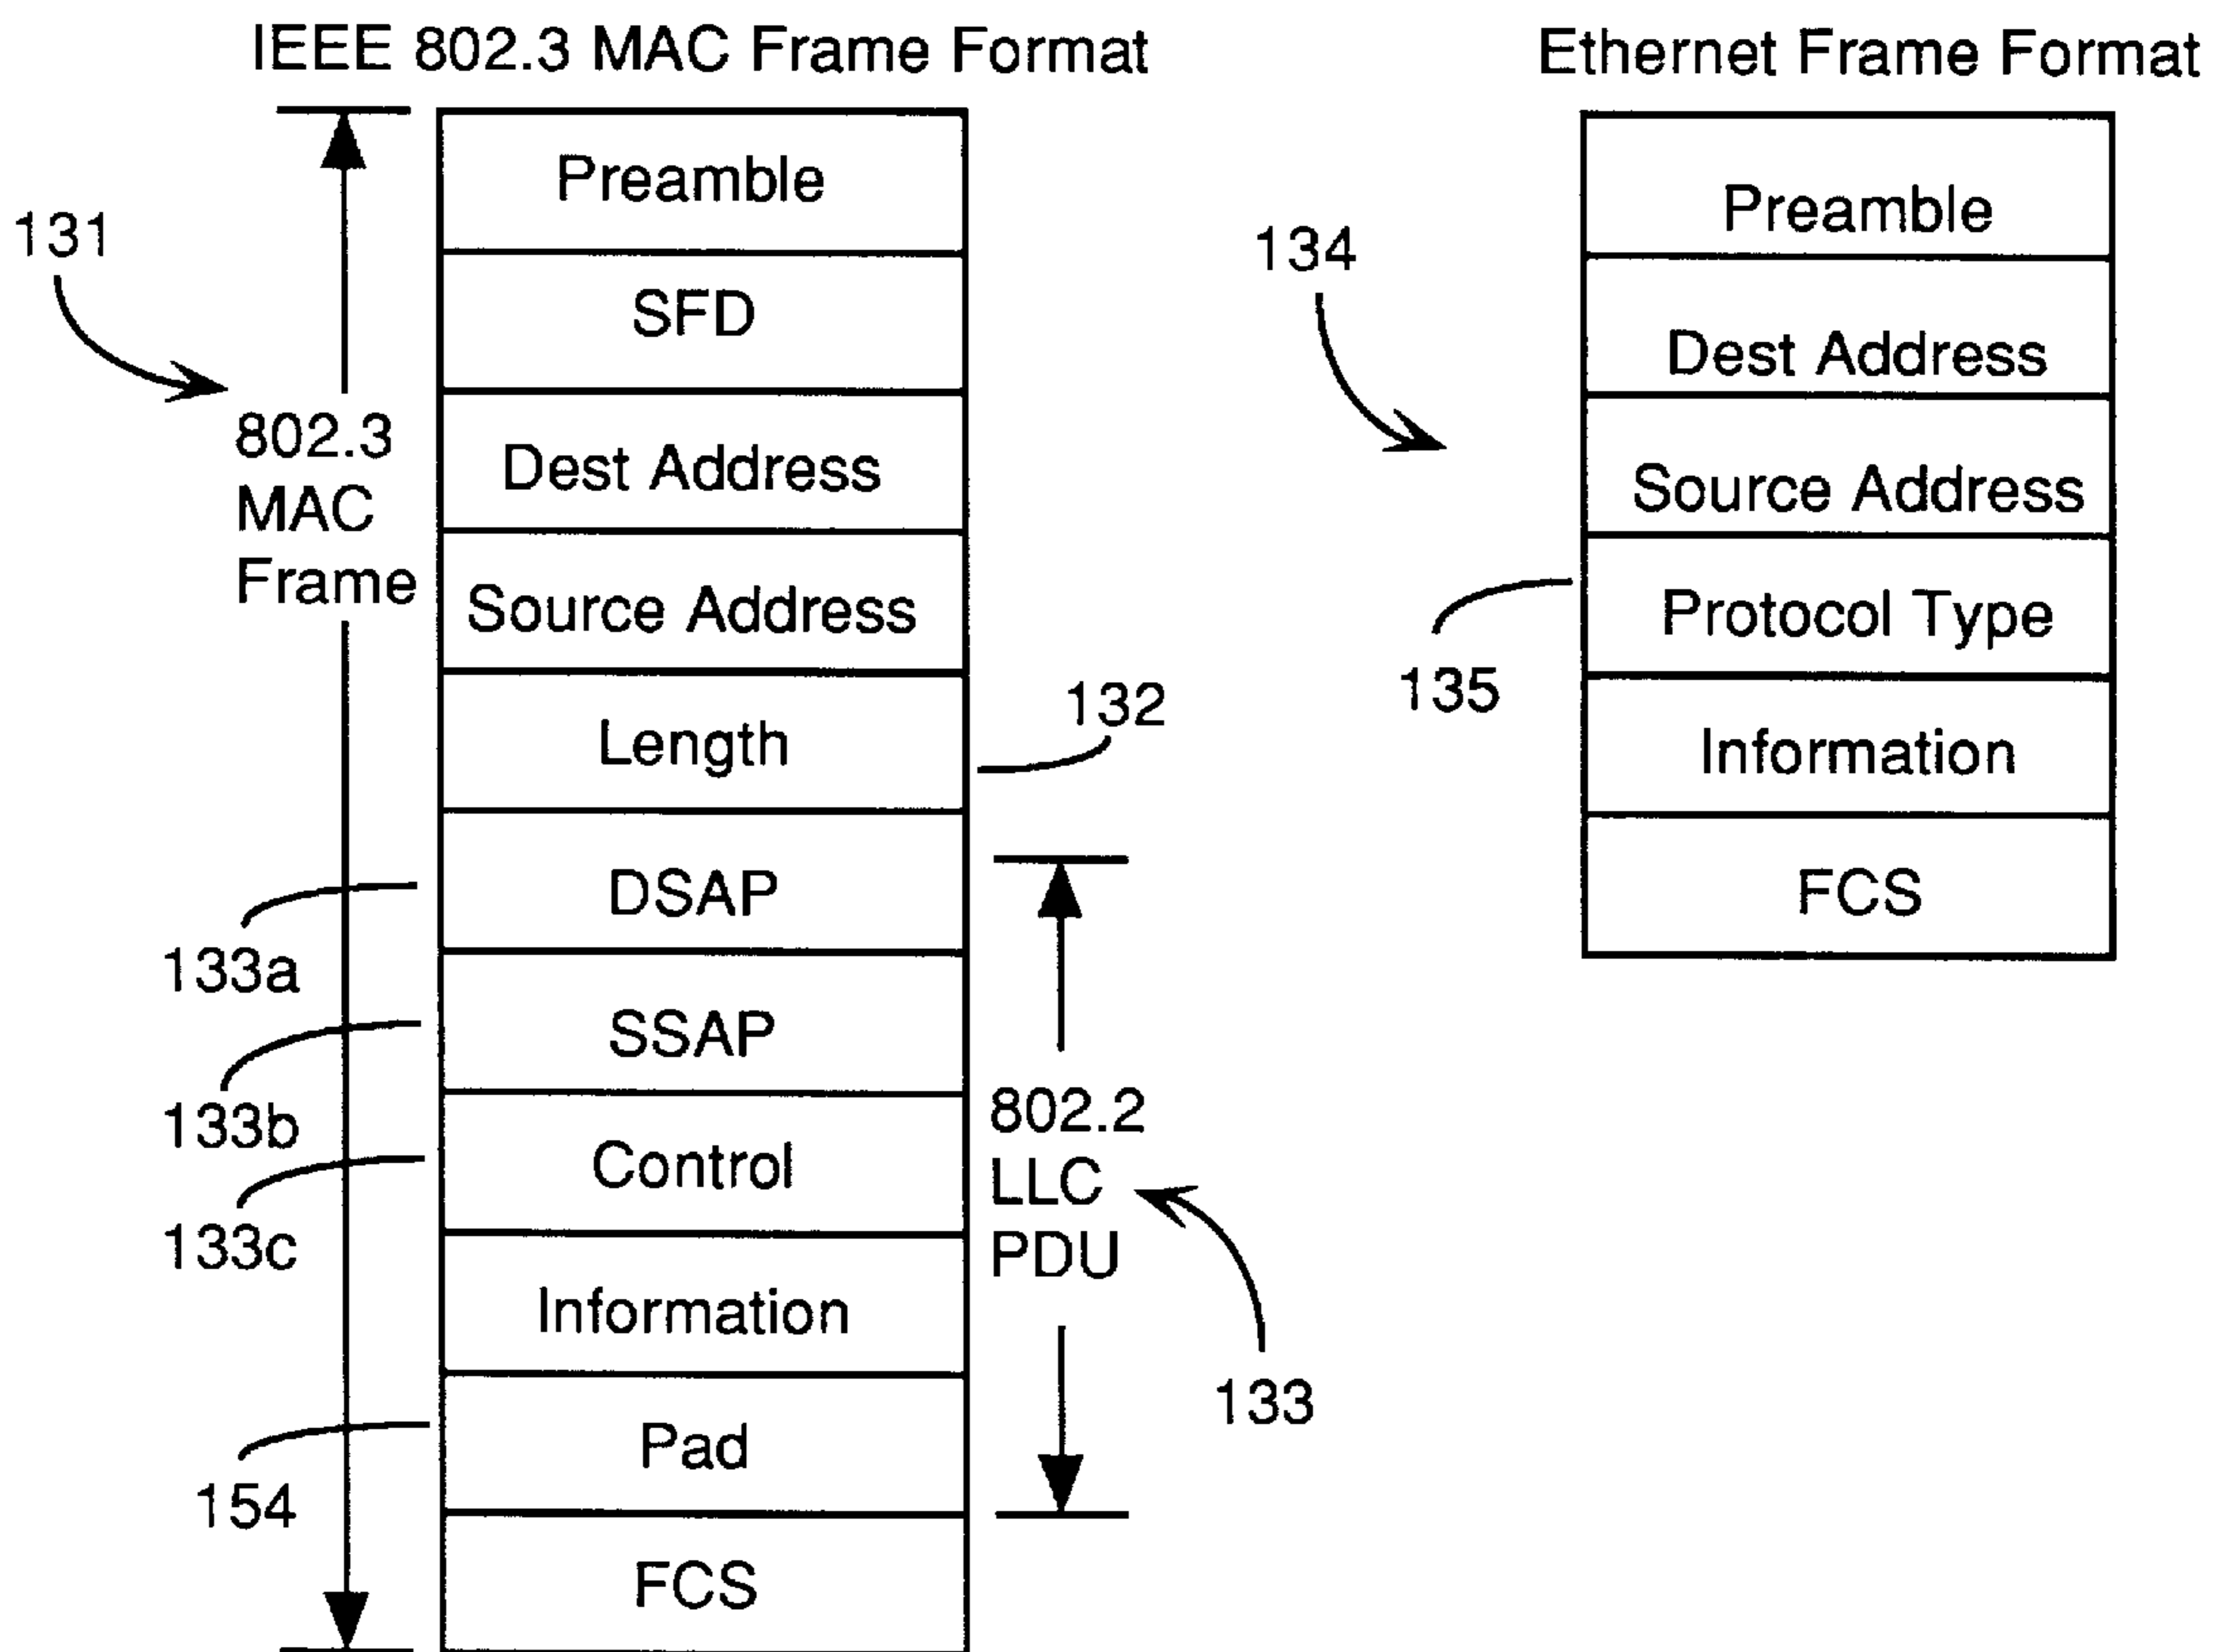 IEEE 802.3 MAC Frame Format
131
802.3
MAC
Frame
Preamble
SFD
Dest Address
Source Address
Length
132
DSAP
133a
SSAP
133b
Control
133c
Information
Pad
154
FCS
802.2
LLC
PDU
133
Ethernet Frame Format
134
Preamble
Dest Address
Source Address
Protocol Type
135
Information
FCS